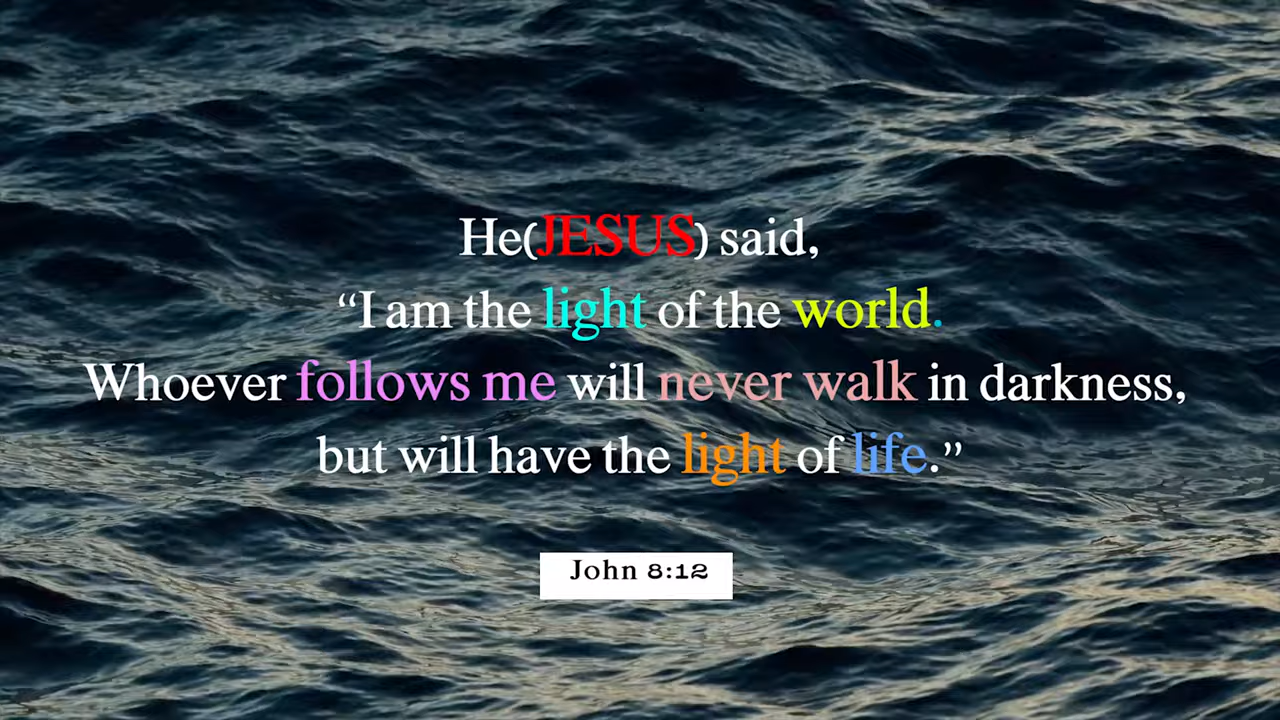 He(JESUS) said,
“I am the light of the world.
Whoever follows me will never walk in darkness,
but will have the light of life.”
John 8:12